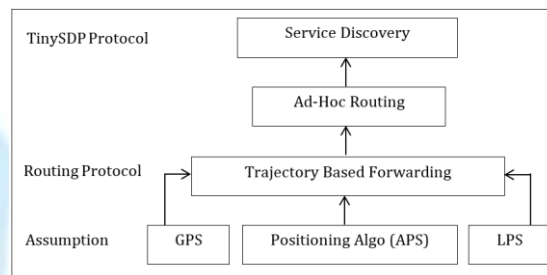 TinySDP Protocol
Service Discovery
Ad-Hoc Routing
Routing Protocol
Trajectory Based Forwarding
Assumption
GPS
Positioning Algo (APS)
LPS